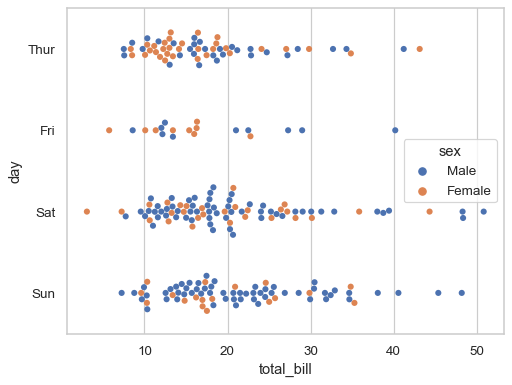 Thur
Fri
Sat
Sun
day
sex
Male
Female
10 20 30 40 50
total_bill